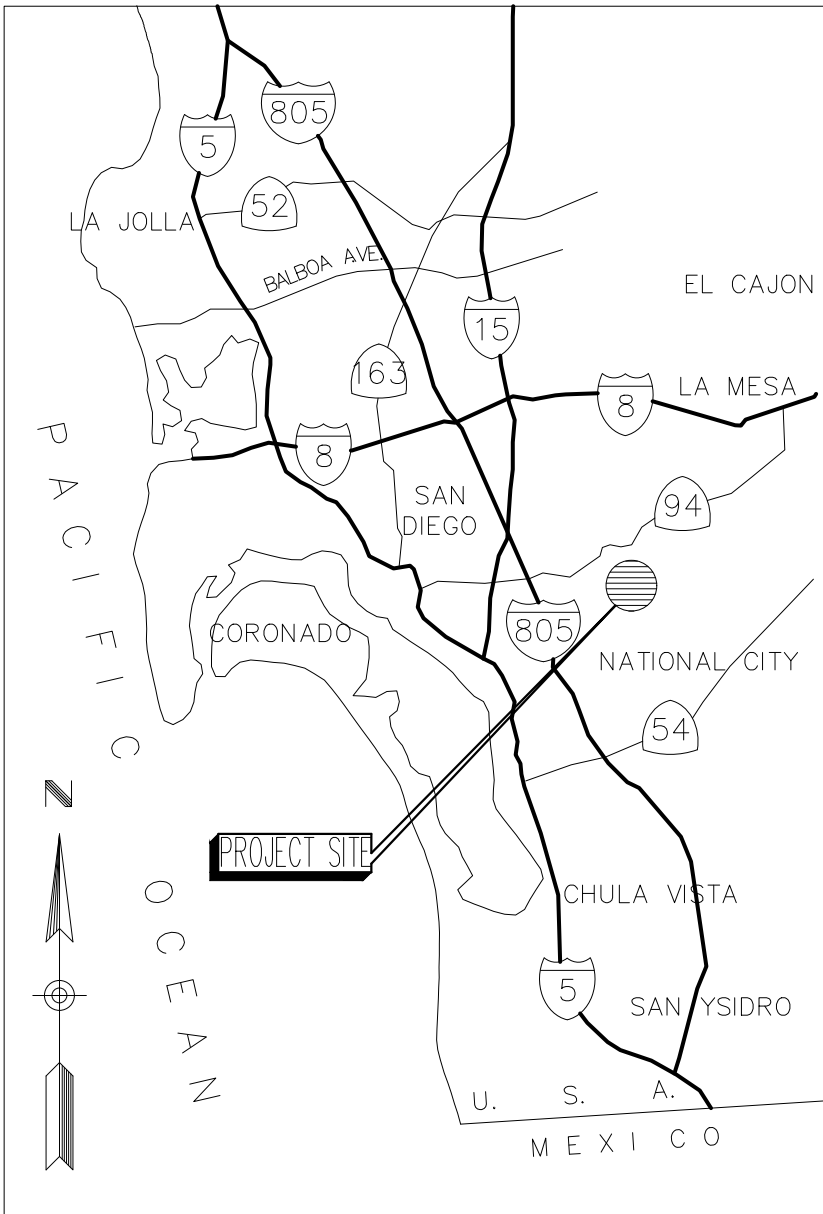 805
5
52
LA JOLLA
BALBOA AVE.
EL CAJON
15
163
LA MESA
8
8
SAN
DIEGO
94
PACIFIC
CORONADO
805
NATIONAL CITY
54
N
PROJECT SITE
OCEAN
CHULA VISTA
5
SAN YSIDRO
U. S. A.
MEXICO